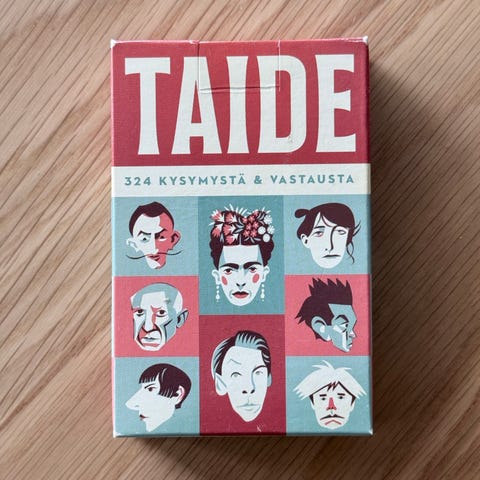 TAIDE
324 KYSYMYSTÄ & VASTAUSTA